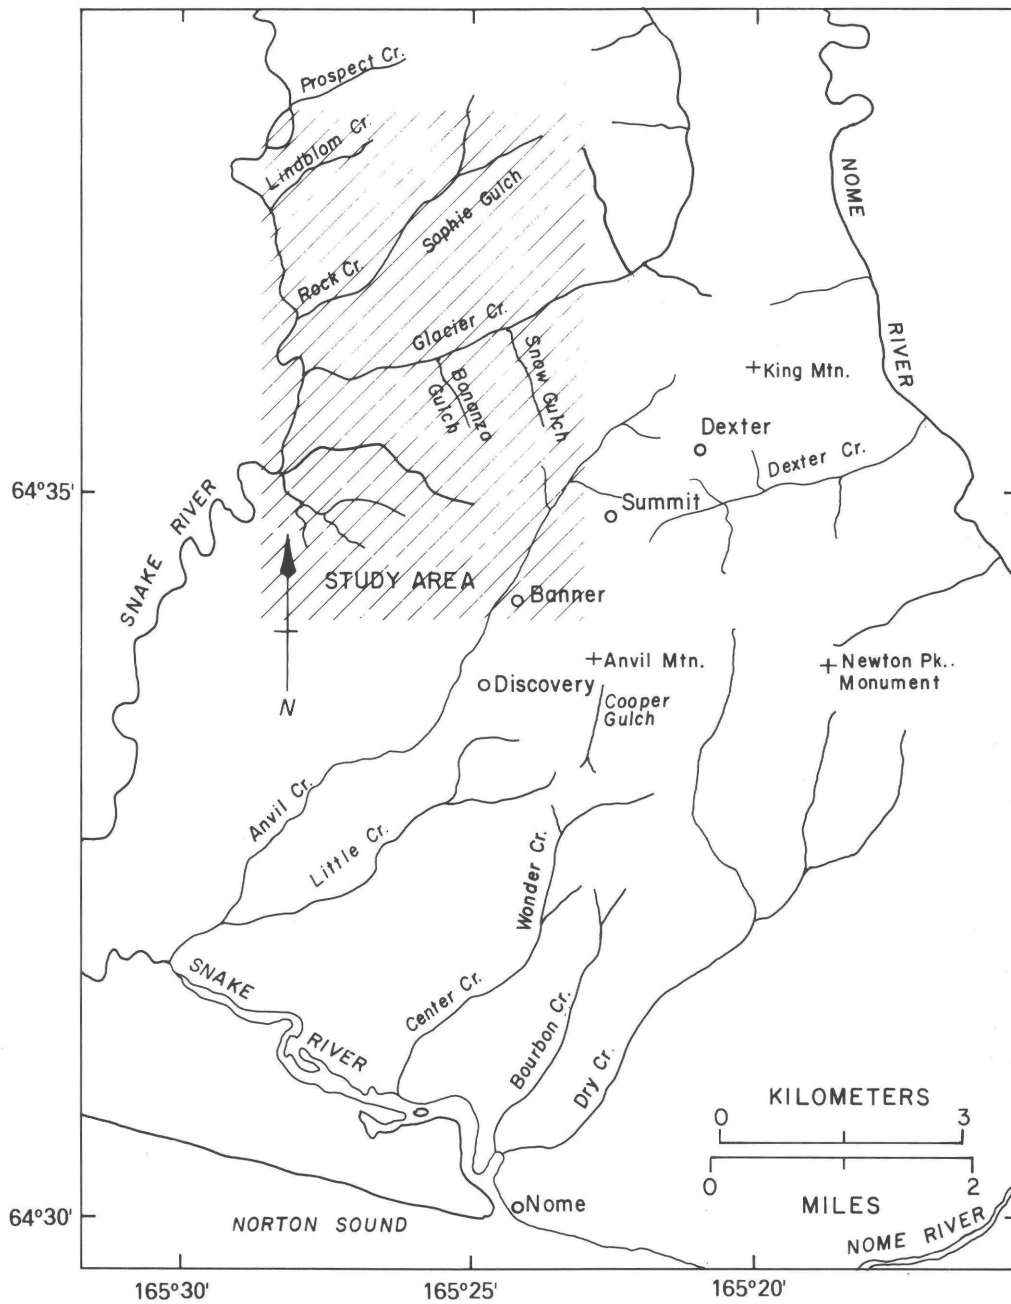 Prospect Cr.
Lindblom Cr.
Sophie Gulch
Rock Cr.
Glacier Cr.
Snow Gulch
Bonanza
Gulch
NOME
RIVER
King Mtn.
Dexter
Dexter Cr.
64°35'
Summit
SNAKE RIVER
STUDY AREA
Banner
N
Anvil Mtn.
Newton Pk..
Monument
Discovery
Cooper
Gulch
Anvil Cr.
Little Cr.
Wonder Cr.
SNAKE
RIVER
Center Cr.
Bourbon Cr.
Dry Cr.
KILOMETERS
0 3
0 2
MILES
64°30'
NORTON SOUND
Nome
NOME RIVER
165°30' 165°25' 165°20'